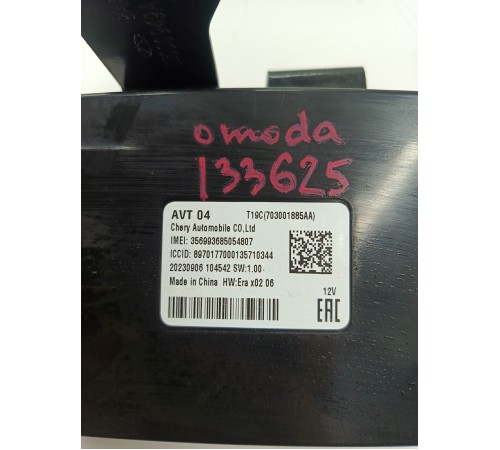 omoda
133625
AVT 04 T19C(703001885AA)
Chery Automobile CO,Ltd
IMEI: 356993685054807
ICCID: 8970177000135710344
20230906 104542 SW:1.00
Made in China HW:Era x02 06
12V
EAC